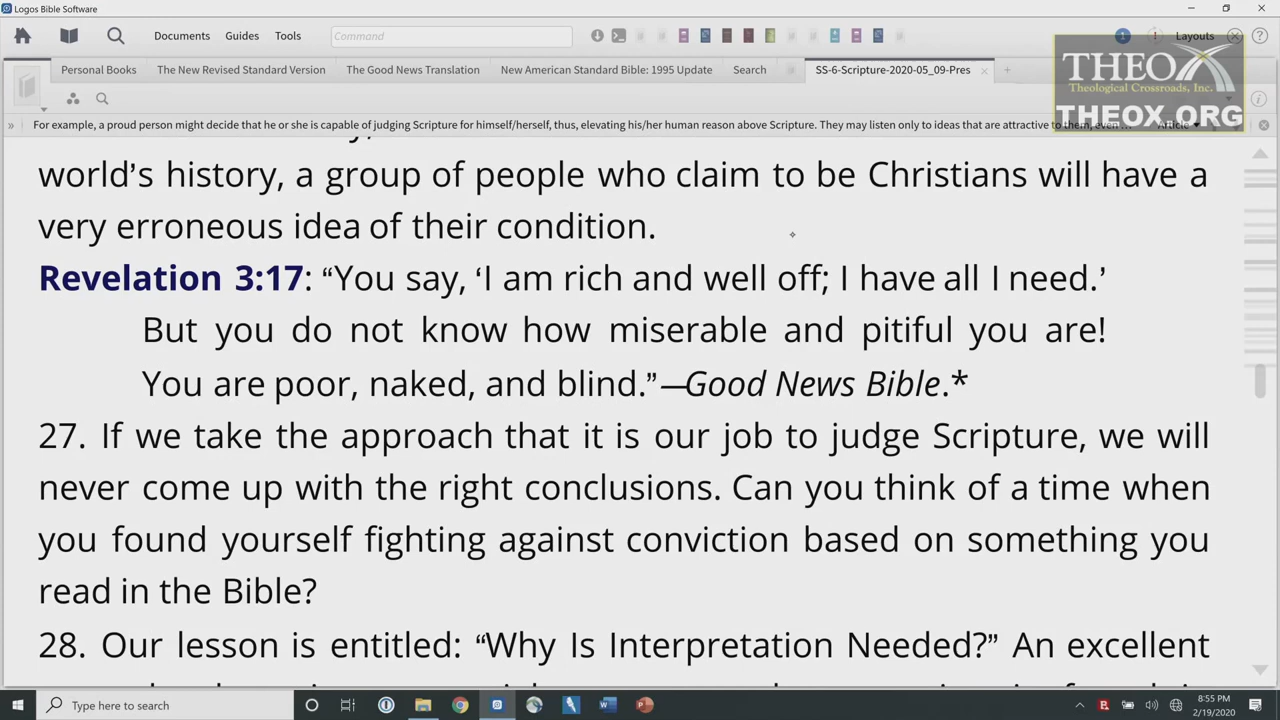 Logos Bible Software
Documents Guides Tools Command Layouts
THEOX
Theological Crossroads, Inc.
THEOX.ORG
Personal Books The New Revised Standard Version The Good News Translation New American Standard Bible: 1995 Update Search SS-6-Scripture-2020-05_09-Pres
For example, a proud person might decide that he or she is capable of judging Scripture for himself/herself, thus, elevating his/her human reason above Scripture. They may listen only to ideas that are attractive to them, even ... Article
world's history, a group of people who claim to be Christians will have a
very erroneous idea of their condition.
Revelation 3:17: “You say, ‘I am rich and well off; I have all I need.’
But you do not know how miserable and pitiful you are!
You are poor, naked, and blind.”—Good News Bible.*
27. If we take the approach that it is our job to judge Scripture, we will
never come up with the right conclusions. Can you think of a time when
you found yourself fighting against conviction based on something you
read in the Bible?
28. Our lesson is entitled: “Why Is Interpretation Needed?” An excellent
Type here to search
8:55 PM
2/19/2020